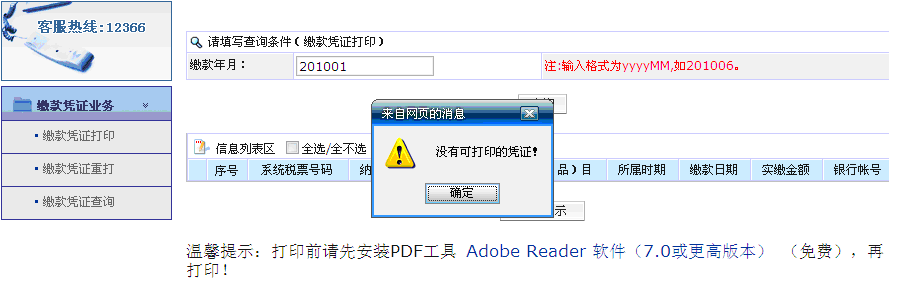 客服热线:12366
缴款凭证业务
缴款凭证打印
缴款凭证重打
缴款凭证查询
请填写查询条件（缴款凭证打印）
缴款年月： 201001 注:输入格式为yyyyMM,如201006。
来自网页的消息
没有可打印的凭证!
确定
信息列表区 全选/全不选
序号 系统税票号码 纳 品）目 所属时期 缴款日期 实缴金额 银行帐号
示
温馨提示：打印前请先安装PDF工具 Adobe Reader 软件（7.0或更高版本） （免费），再
打印！